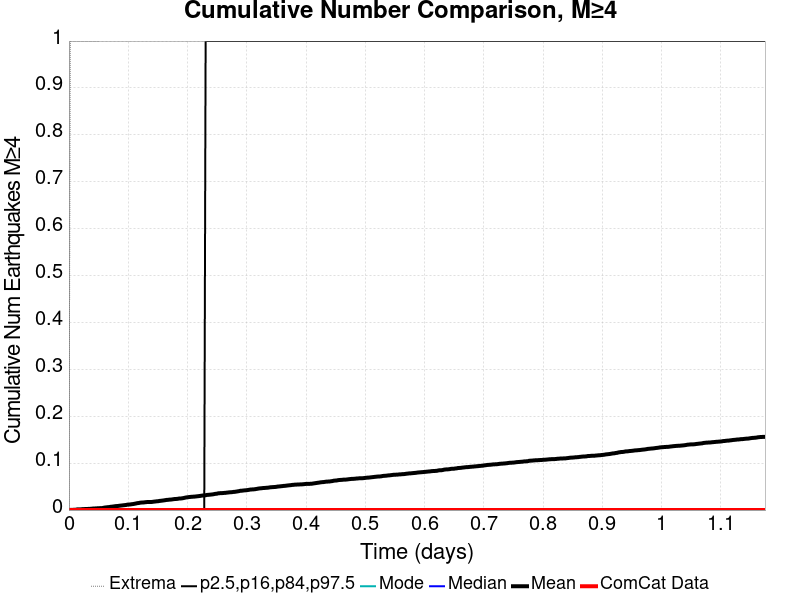 Cumulative Number Comparison, M≥4
Cumulative Num Earthquakes M≥4
1
0.9
0.8
0.7
0.6
0.5
0.4
0.3
0.2
0.1
0
0 0.1 0.2 0.3 0.4 0.5 0.6 0.7 0.8 0.9 1 1.1
Time (days)
Extrema p2.5,p16,p84,p97.5 Mode Median Mean ComCat Data